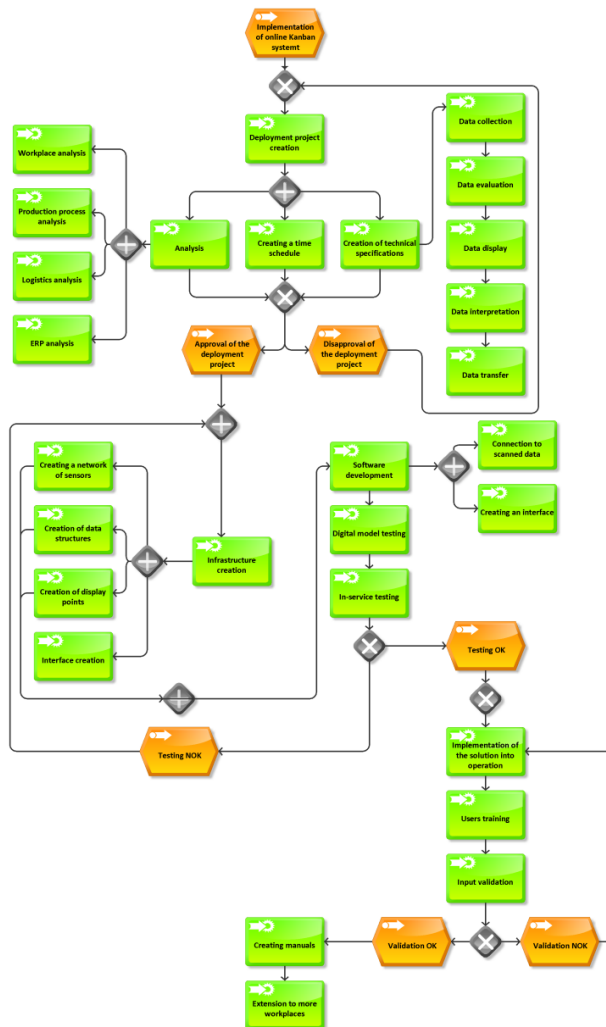 Implementation
of online Kanban
systemt
Deployment project
creation
Data collection
Workplace analysis
Data evaluation
Production process
analysis
Analysis
Creating a time
schedule
Creation of technical
specifications
Data display
Logistics analysis
Data interpretation
ERP analysis
Approval of the
deployment
project
Disapproval of the
deployment
project
Data transfer
Creating a network
of sensors
Software
development
Connection to
scanned data
Creation of data
structures
Digital model testing
Creating an interface
Infrastructure
creation
Creation of display
points
In-service testing
Interface creation
Testing OK
Testing NOK
Implementation of
the solution into
operation
Users training
Input validation
Creating manuals
Validation OK
Validation NOK
Extension to more
workplaces